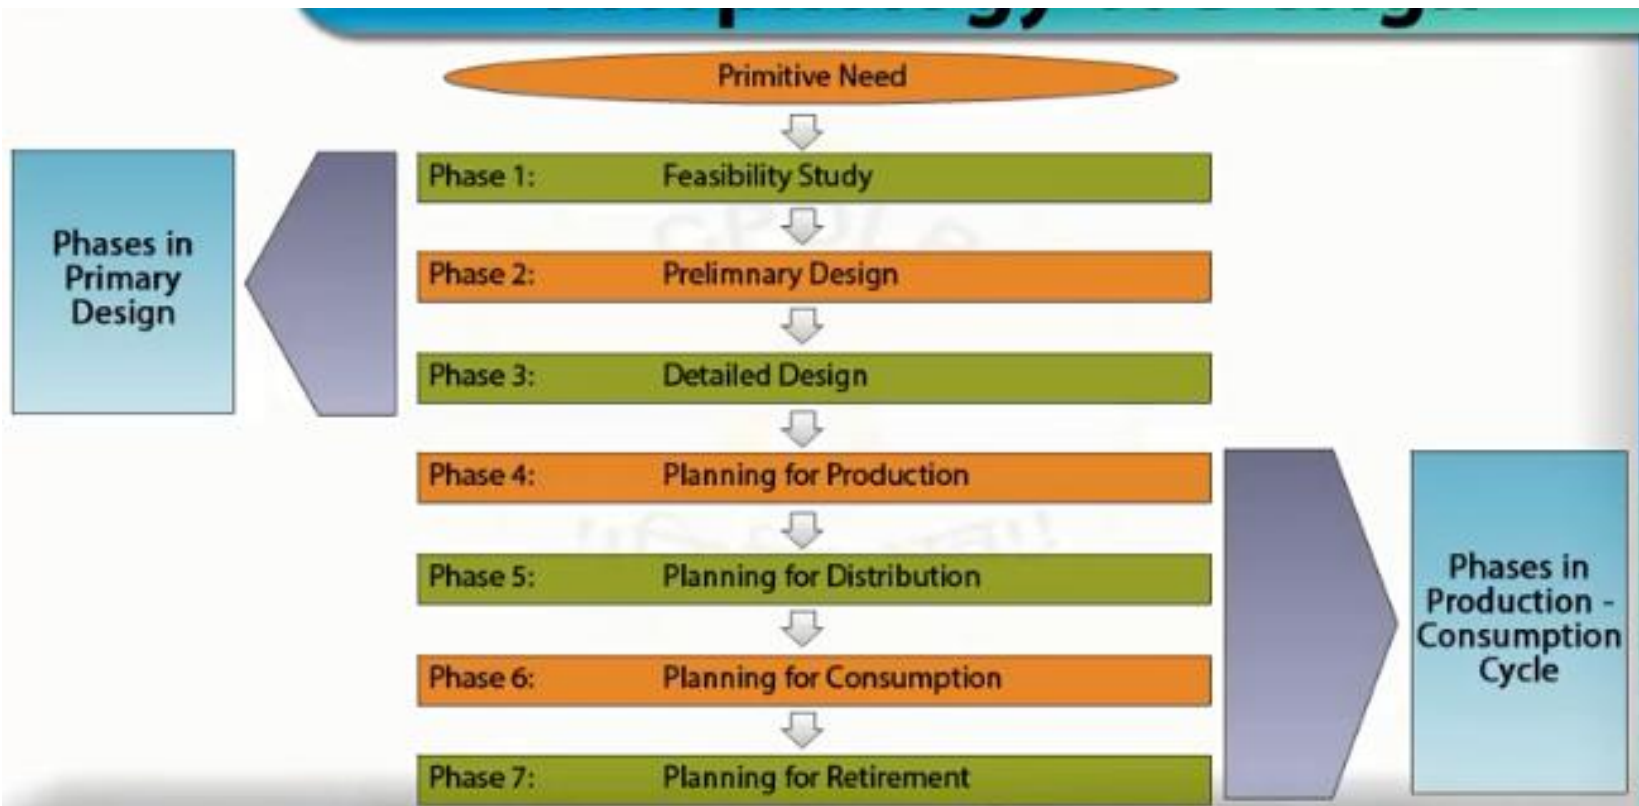 Primitive Need
Phase 1: Feasibility Study
Phases in
Primary
Design
Phase 2: Prelimnary Design
Phase 3: Detailed Design
Phase 4: Planning for Production
Phase 5: Planning for Distribution
Phases in
Production -
Consumption
Cycle
Phase 6: Planning for Consumption
Phase 7: Planning for Retirement